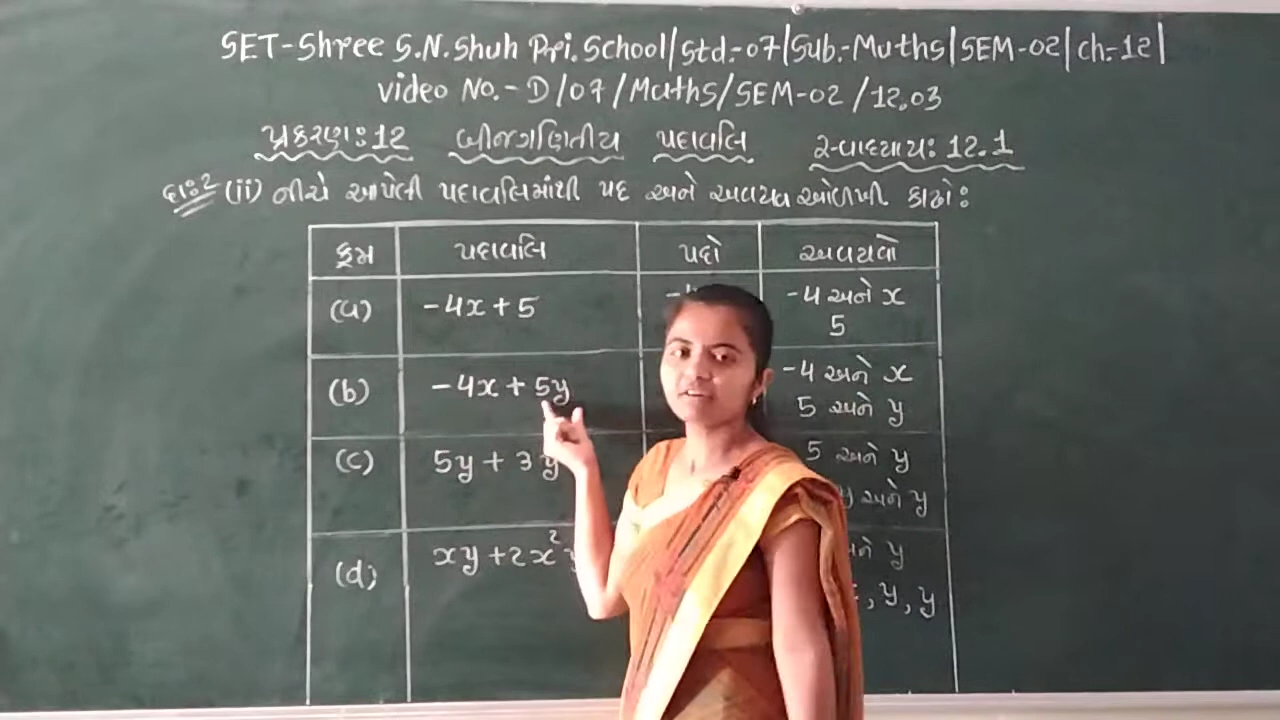 SET-Shree S.N.Shah Pri.School/Std.-07/Sub.-Maths/SEM-02/ch.-12/
video No.-D/07/Maths/SEM-02/12.03
પ્રકરણ:12 બીજગણિતીય પદાવલિ સ્વાધ્યાય: 12.1
દા:2 (ii) નીચે આપેલી પદાવલિમાંથી પદ અને અવયવ ઓળખી કાઢો:
ક્રમ પદાવલિ પદો અવયવો
(a) -4x+5 -4 -4 અને x
5
(b) -4x+5y -4 અને x
5 અને y
(c) 5y+3y 5 અને y
y અને y
(d) xy+2x² અને y
, y, y